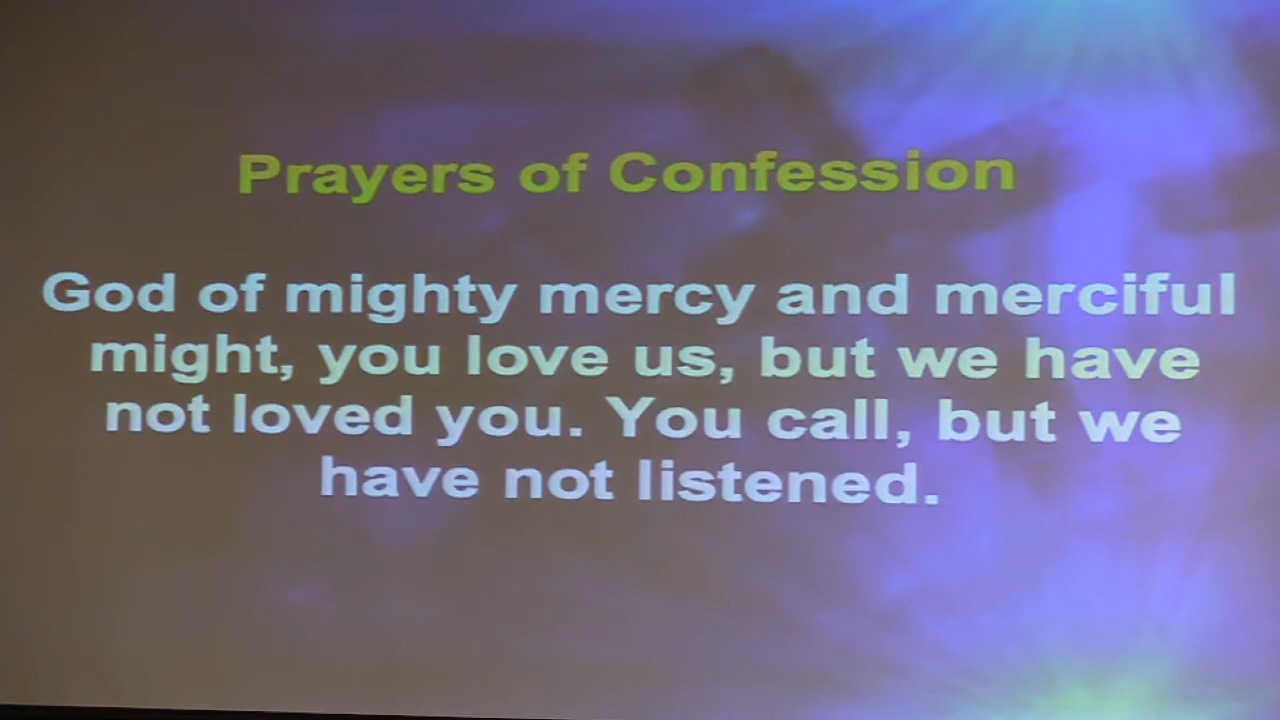 Prayers of Confession
God of mighty mercy and merciful
might, you love us, but we have
not loved you. You call, but we
have not listened.